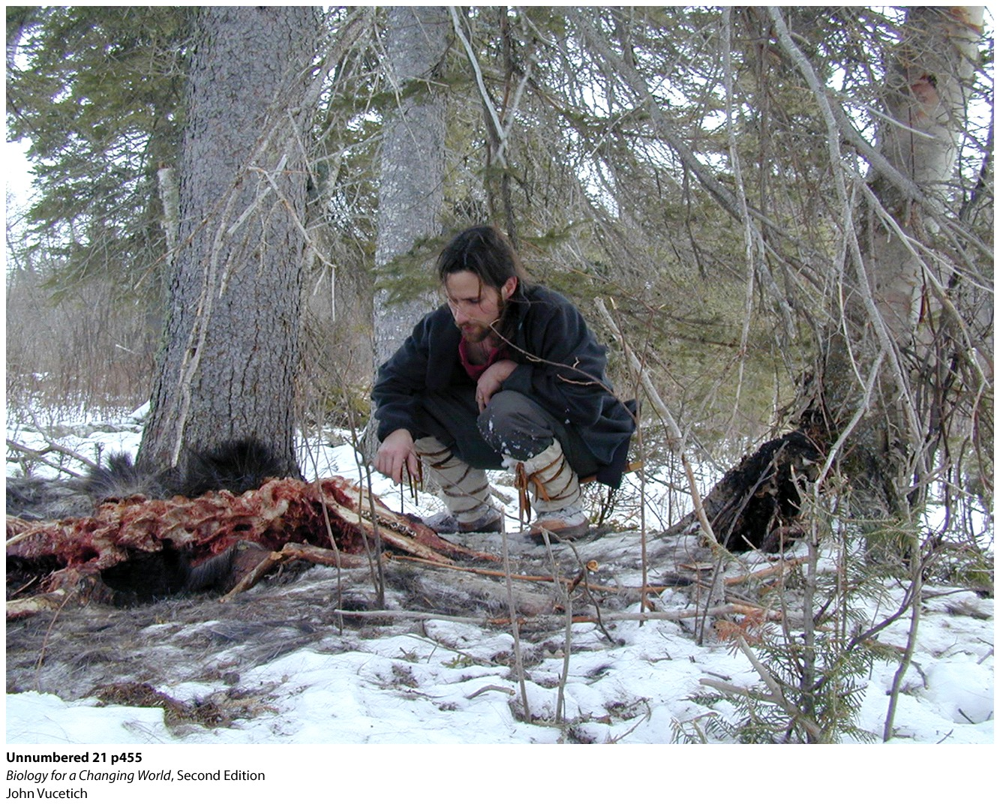 Unnumbered 21 p455
Biology for a Changing World, Second Edition
John Vucetich